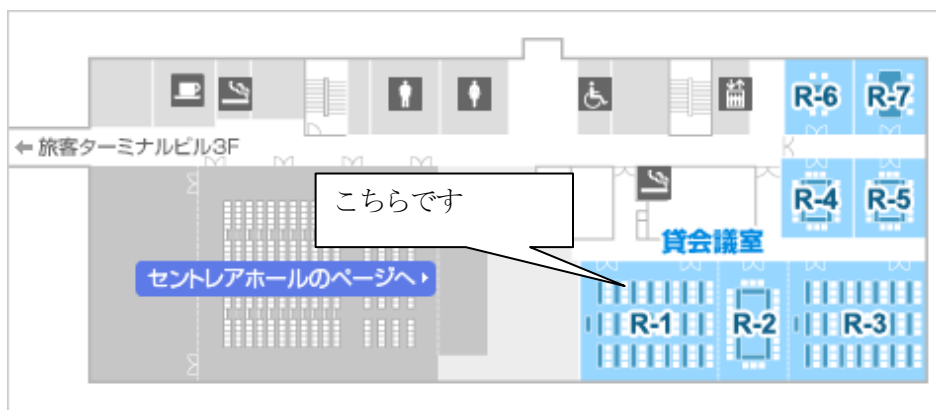 R-6 R-7
← 旅客ターミナルビル3F
こちらです
R-4 R-5
貸会議室
セントレアホールのページへ
R-1 R-2 R-3